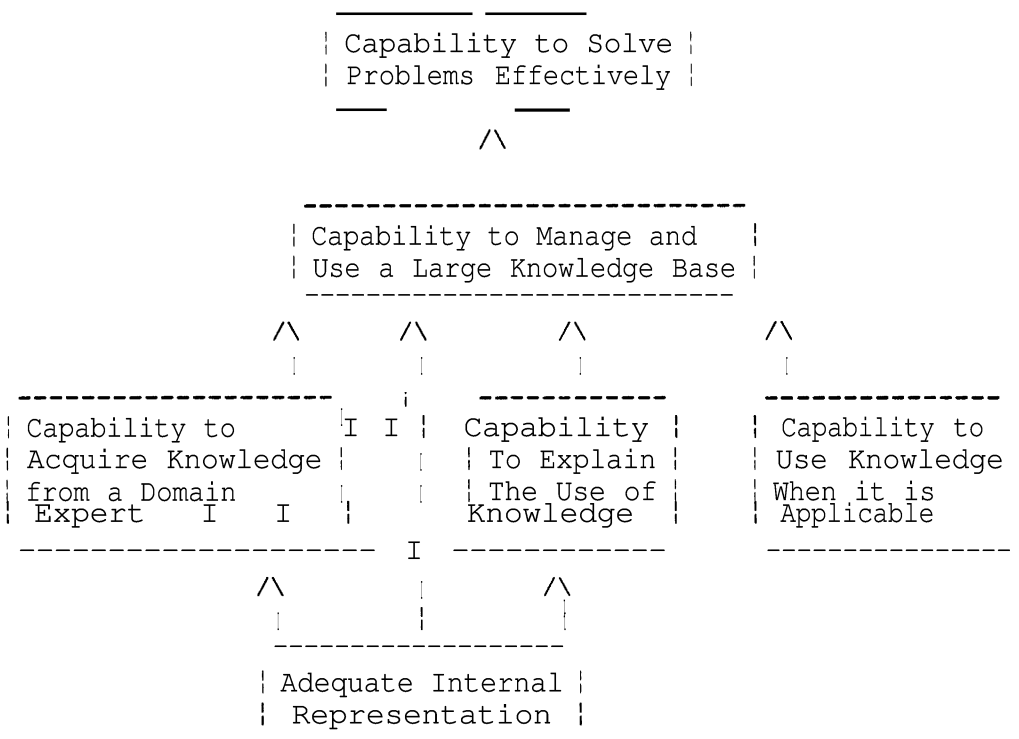 Capability to Solve
Problems Effectively
Capability to Manage and
Use a Large Knowledge Base
Capability to
Acquire Knowledge
from a Domain
Expert
Capability
To Explain
The Use of
Knowledge
Capability to
Use Knowledge
When it is
Applicable
Adequate Internal
Representation